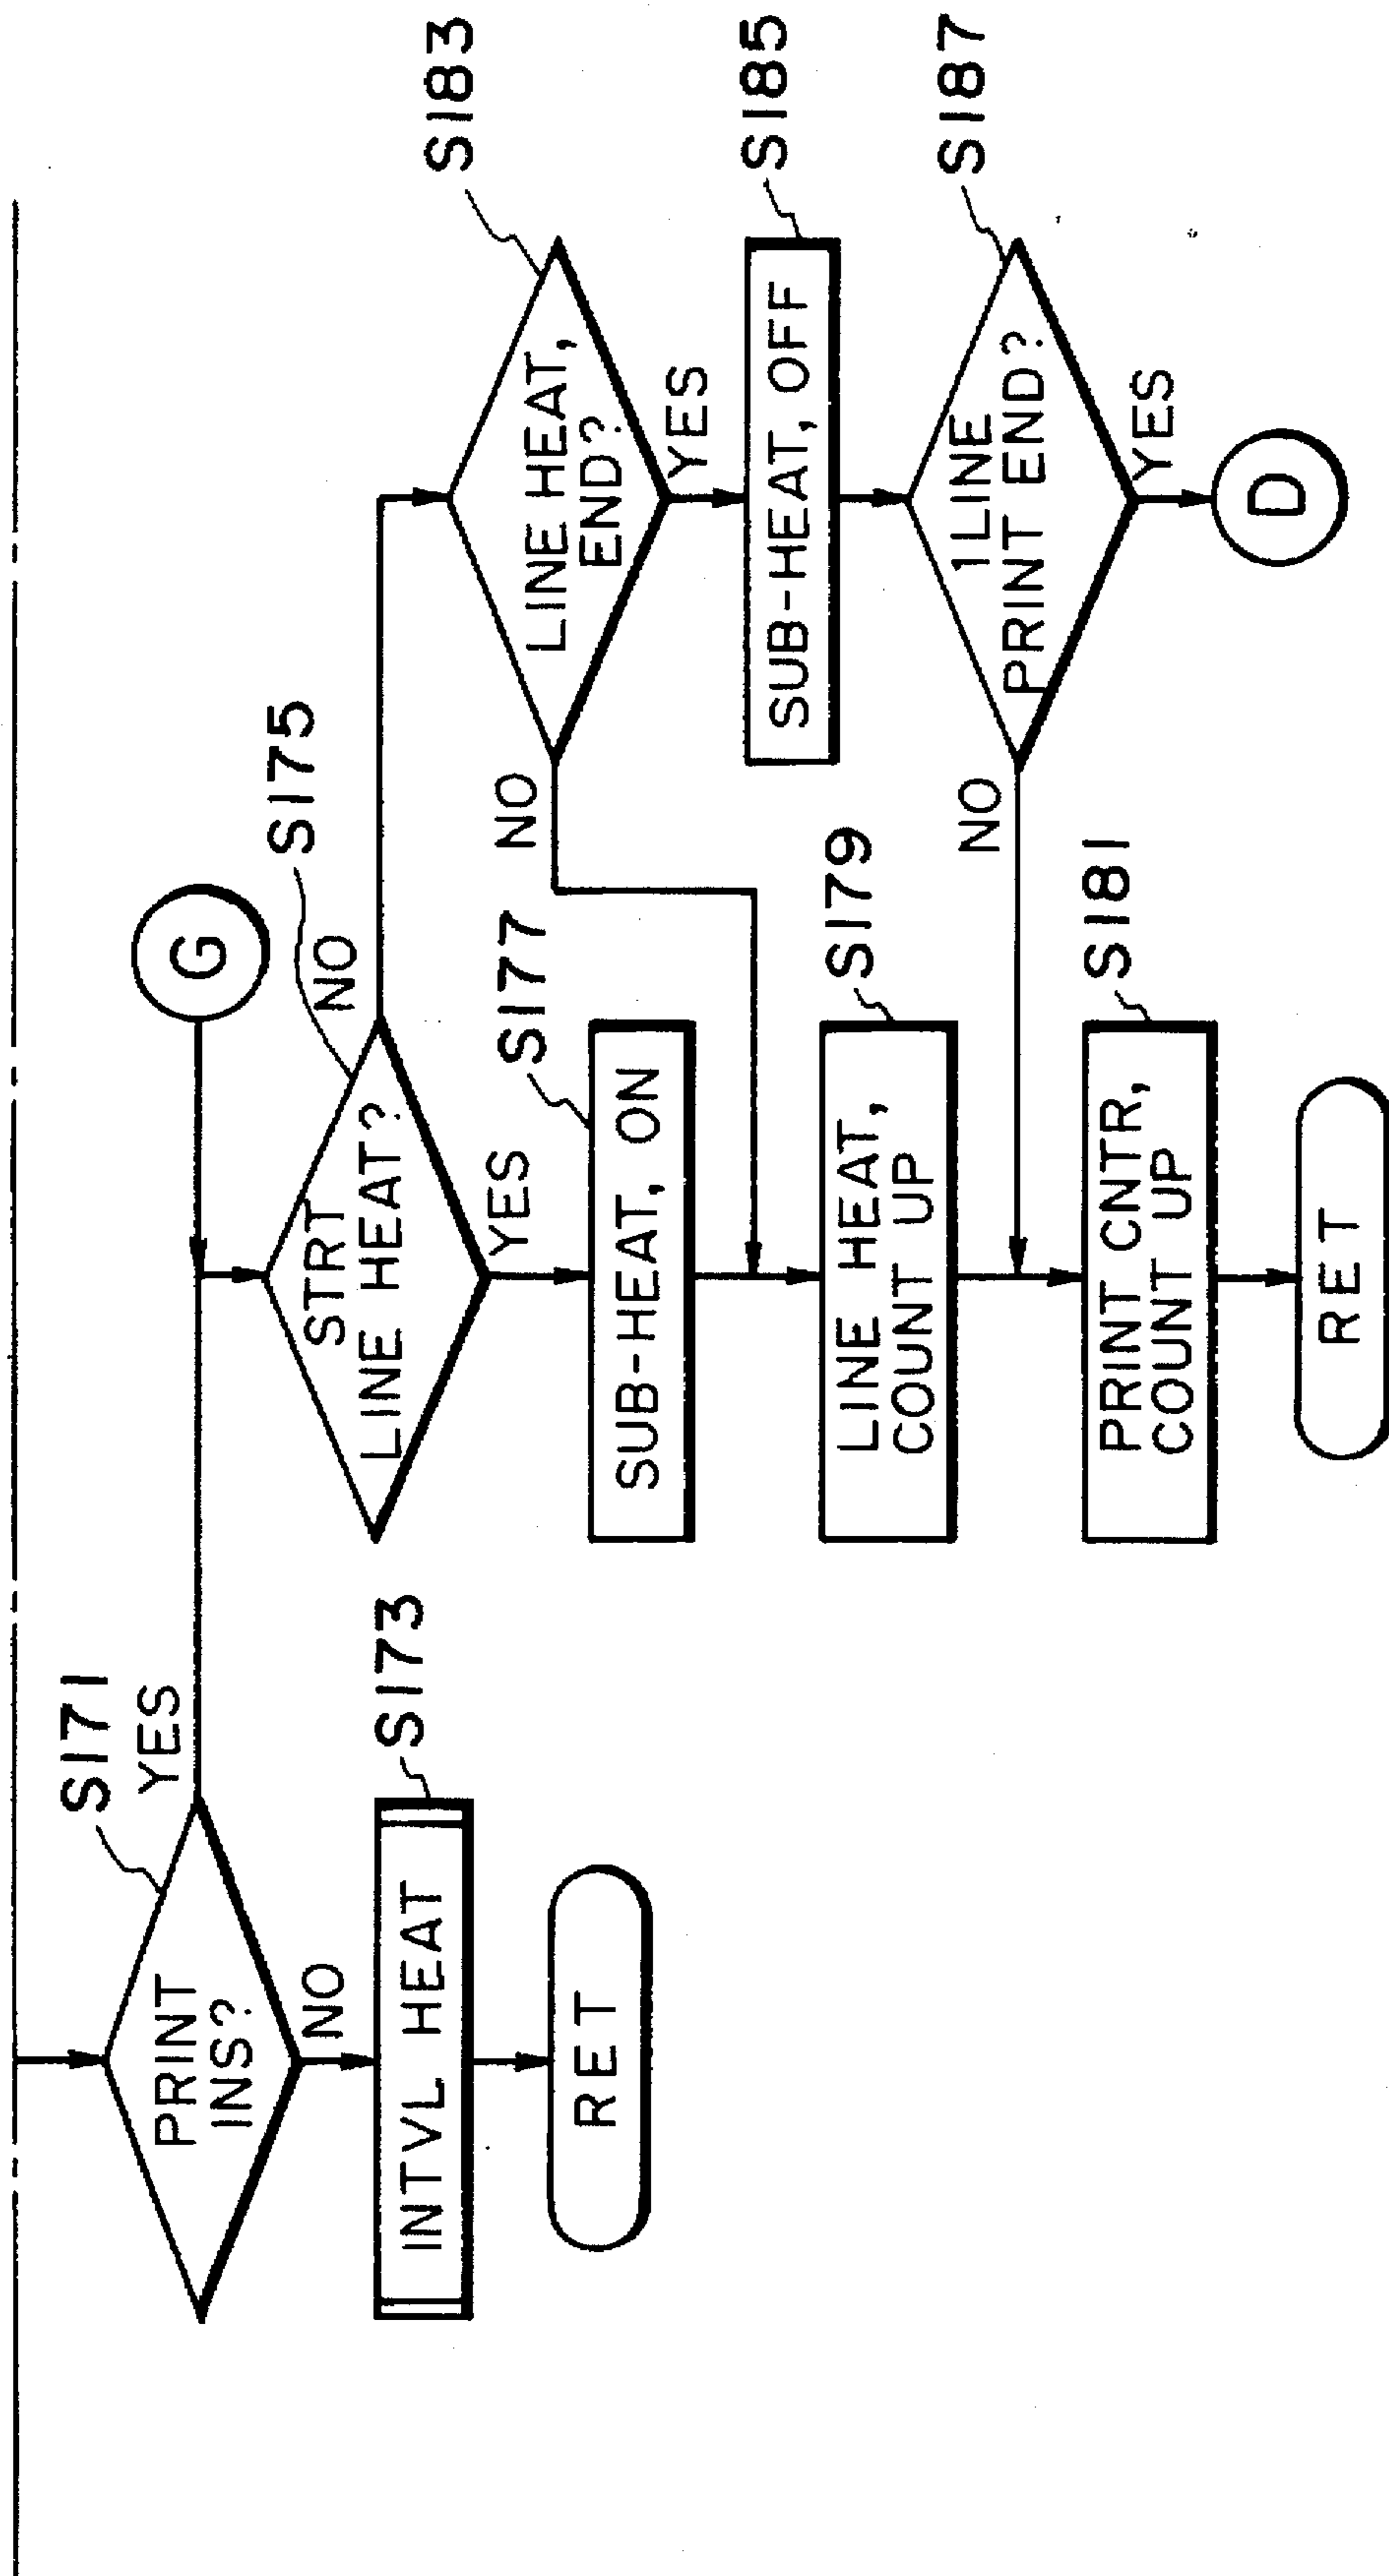 S171
PRINT
INS?
YES
NO
S173
INTVL HEAT
RET
G
S175
STRT
LINE HEAT?
NO
YES
S177
SUB-HEAT, ON
S179
LINE HEAT,
COUNT UP
S181
PRINT CNTR,
COUNT UP
RET
S183
LINE HEAT,
END?
NO
YES
S185
SUB-HEAT, OFF
S187
1 LINE
PRINT END?
NO
YES
D